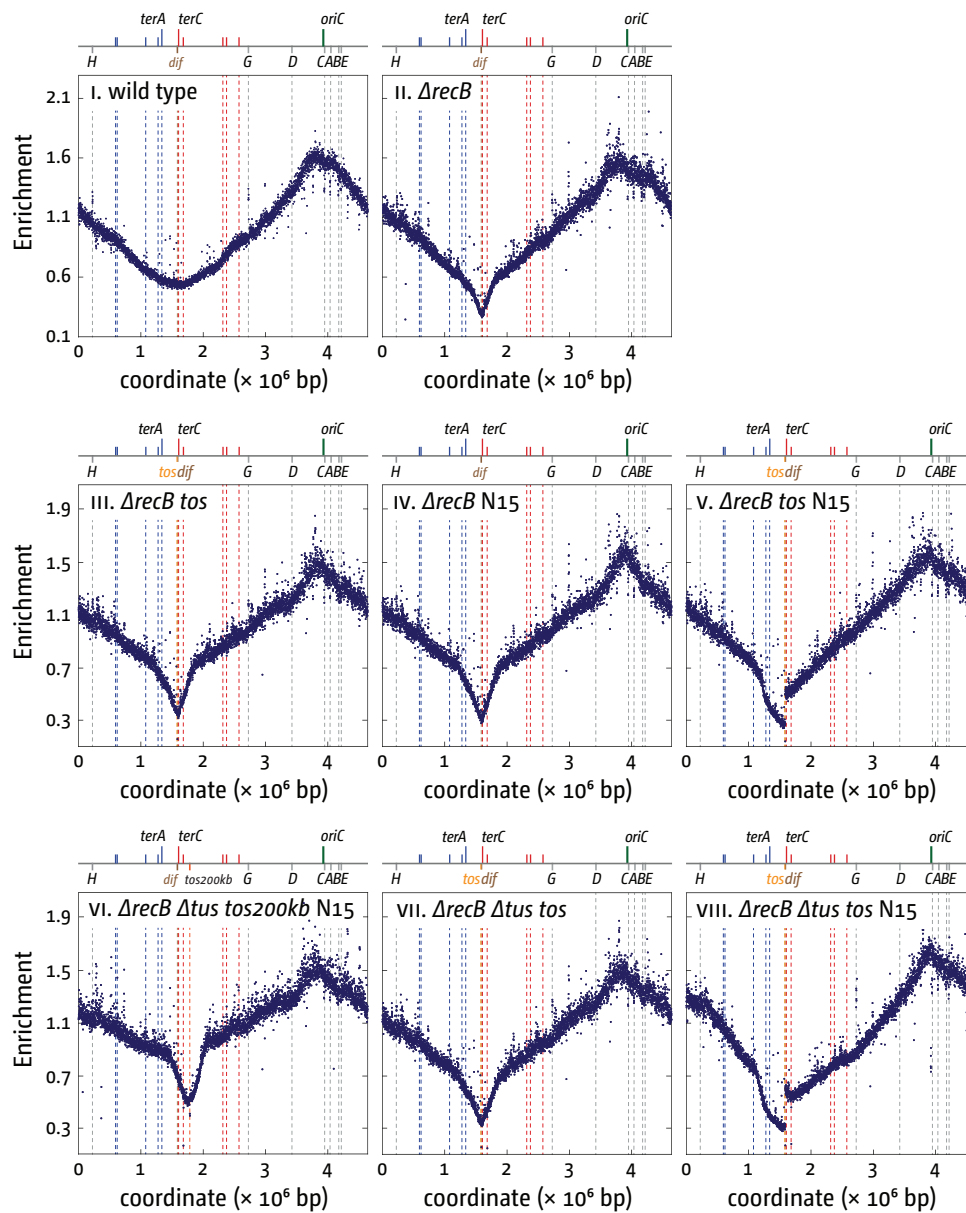 terA terC oriC terA terC oriC
H dif G D CABE H dif G D CABE
I. wild type II. ΔrecB
Enrichment
2.1
1.6
1.1
0.6
0.1
0 1 2 3 4 0 1 2 3 4
coordinate (× 10⁶ bp) coordinate (× 10⁶ bp)
terA terC oriC terA terC oriC terA terC oriC
H tosdif G D CABE H dif G D CABE H tosdif G D CABE
III. ΔrecB tos IV. ΔrecB N15 V. ΔrecB tos N15
Enrichment
1.9
1.5
1.1
0.7
0.3
0 1 2 3 4 0 1 2 3 4 0 1 2 3 4
coordinate (× 10⁶ bp) coordinate (× 10⁶ bp) coordinate (× 10⁶ bp)
terA terC oriC terA terC oriC terA terC oriC
H dif tos200kb G D CABE H tosdif G D CABE H tosdif G D CABE
VI. ΔrecB Δtus tos200kb N15 VII. ΔrecB Δtus tos VIII. ΔrecB Δtus tos N15
Enrichment
1.9
1.5
1.1
0.7
0.3
0 1 2 3 4 0 1 2 3 4 0 1 2 3 4
coordinate (× 10⁶ bp) coordinate (× 10⁶ bp) coordinate (× 10⁶ bp)